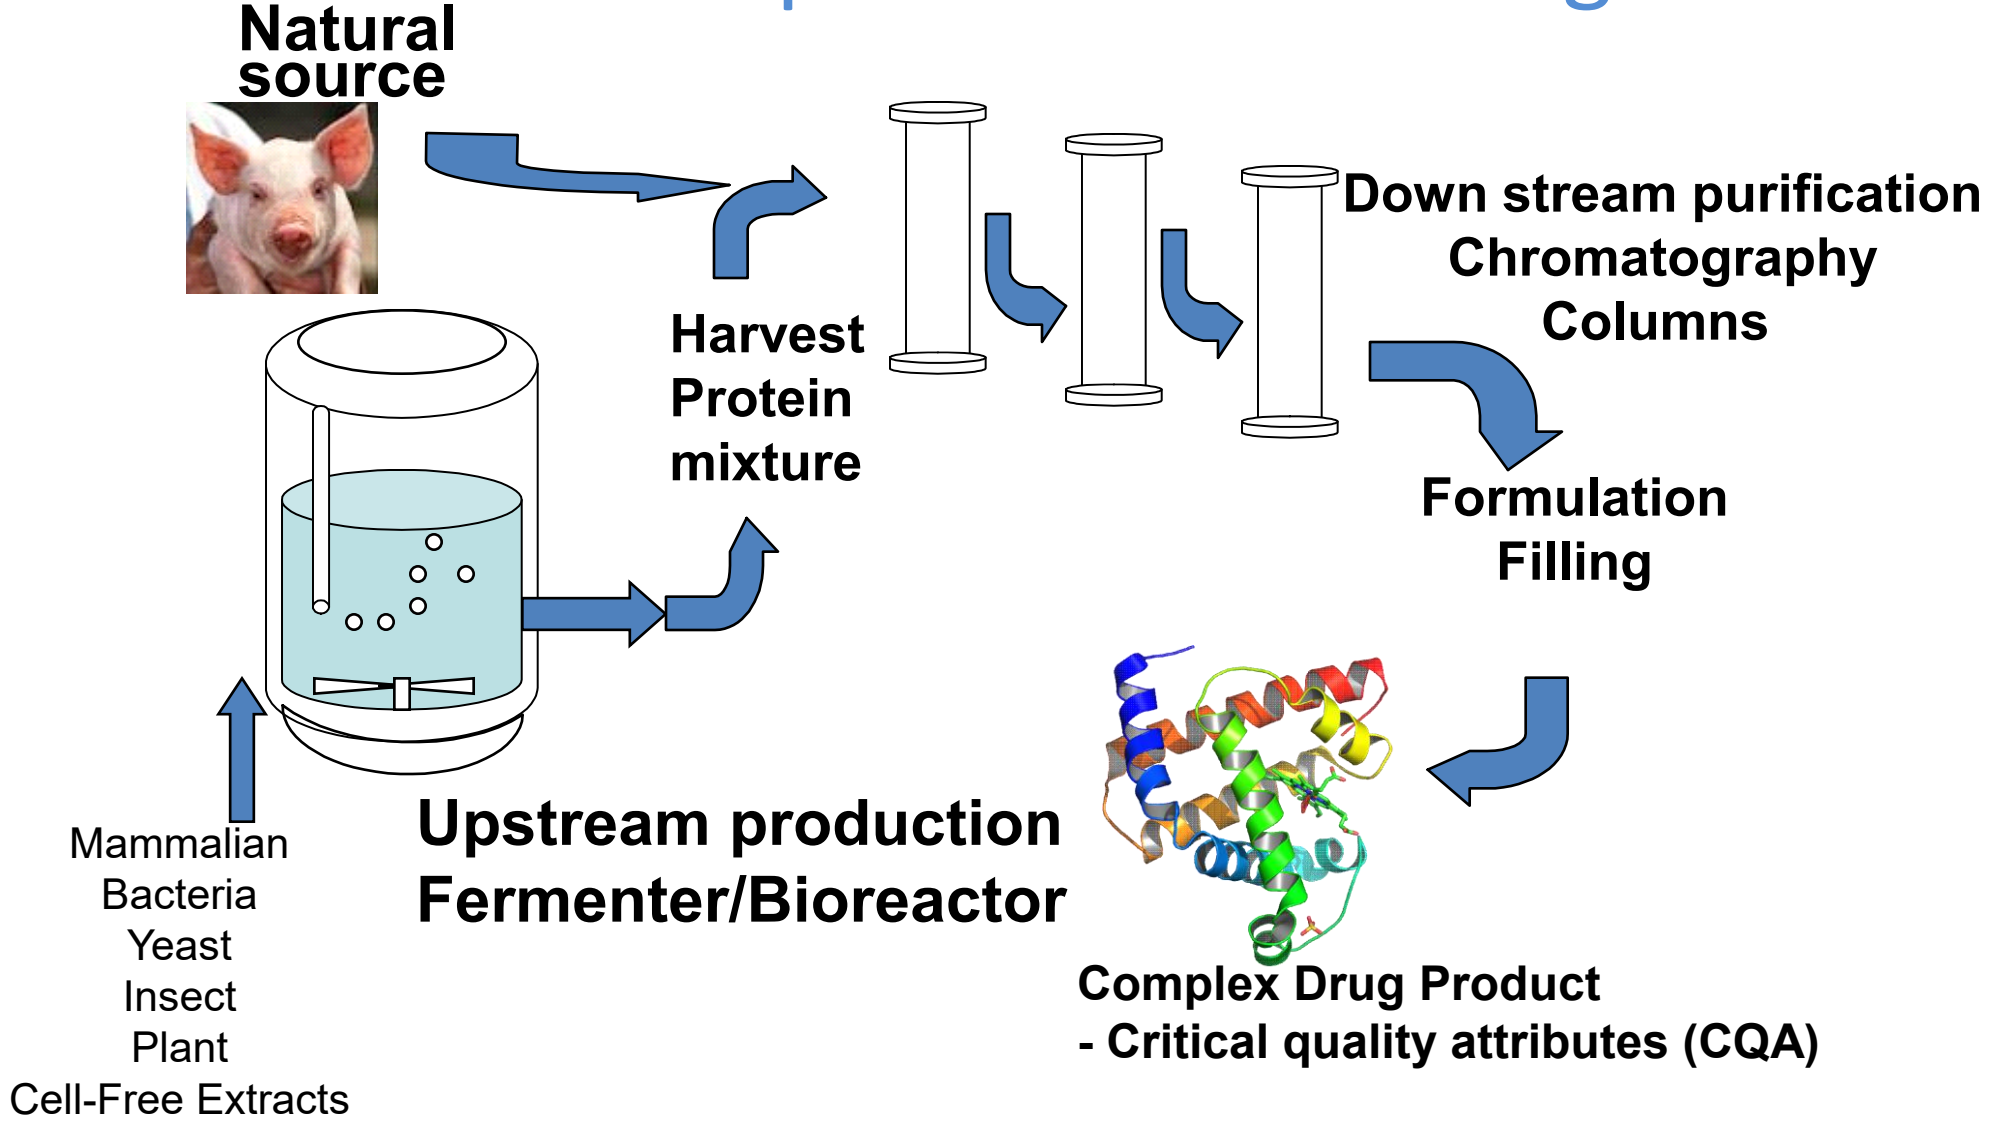 Natural
source
Down stream purification
Chromatography
Columns
Harvest
Protein
mixture
Formulation
Filling
Upstream production
Fermenter/Bioreactor
Mammalian
Bacteria
Yeast
Insect
Plant
Cell-Free Extracts
Complex Drug Product
- Critical quality attributes (CQA)